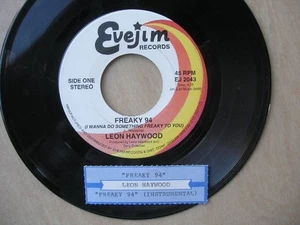 Evejim
RECORDS
SIDE ONE
STEREO
45 RPM
EJ 2043
FREAKY 94
(I WANNA DO SOMETHING FREAKY TO YOU)
LEON HAYWOOD
"FREAKY 94"
LEON HAYWOOD
"FREAKY 94" (INSTRUMENTAL)